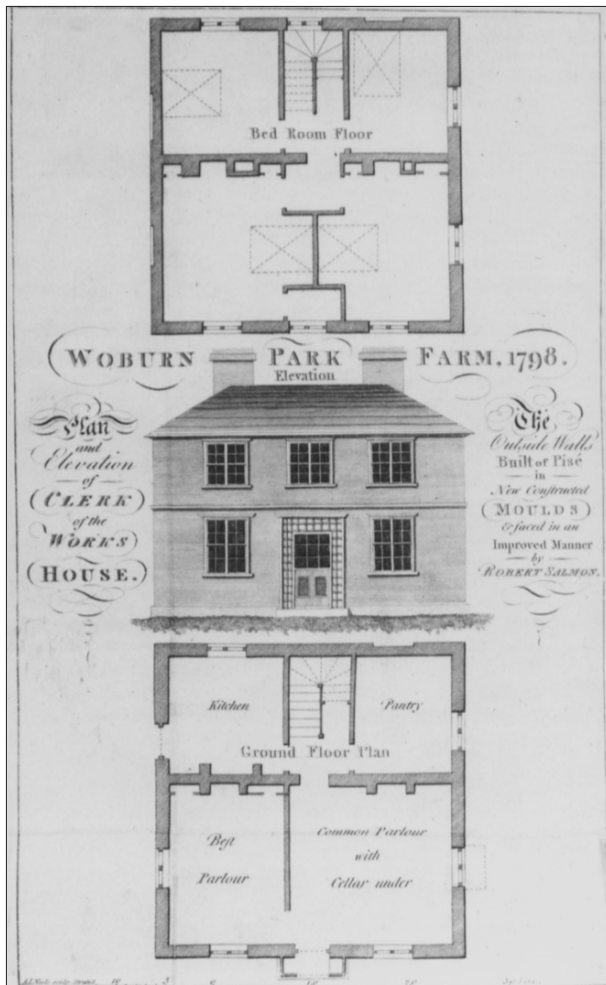 Bed Room Floor
WOBURN PARK FARM. 1798.
Elevation
Plan
and
Elevation
of
CLERK
of the
WORKS
HOUSE.
The
Outside Walls
Built of Pisé
in
New Constructed
MOULDS
& faced in an
Improved Manner
by
ROBERT SALMON.
Kitchen
Pantry
Ground Floor Plan
Best
Parlour
Common Parlour
with
Cellar under